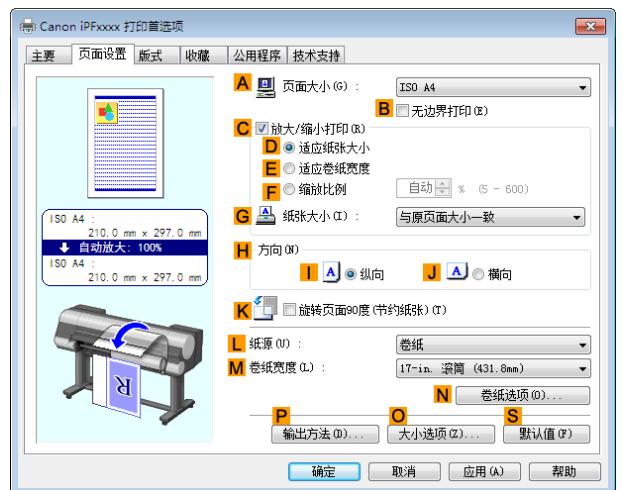 Canon iPFxxxx 打印首选项
主要 页面设置 版式 收藏 公用程序 技术支持
A 页面大小(G) : ISO A4
B 无边界打印(E)
C 放大/缩小打印(R)
D 适应纸张大小
E 适应卷纸宽度
F 缩放比例 自动 % (5 - 600)
G 纸张大小(I) : 与原页面大小一致
ISO A4 :
210.0 mm x 297.0 mm
自动放大: 100%
ISO A4 :
210.0 mm x 297.0 mm
H 方向(N)
I A 纵向 J A 横向
K 旋转页面90度(节约纸张)(T)
L 纸源(U) : 卷纸
M 卷纸宽度(L) : 17-in. 滚筒 (431.8mm)
R
N 卷纸选项(O)...
P O S
输出方法(D)... 大小选项(Z)... 默认值(F)
确定 取消 应用(A) 帮助